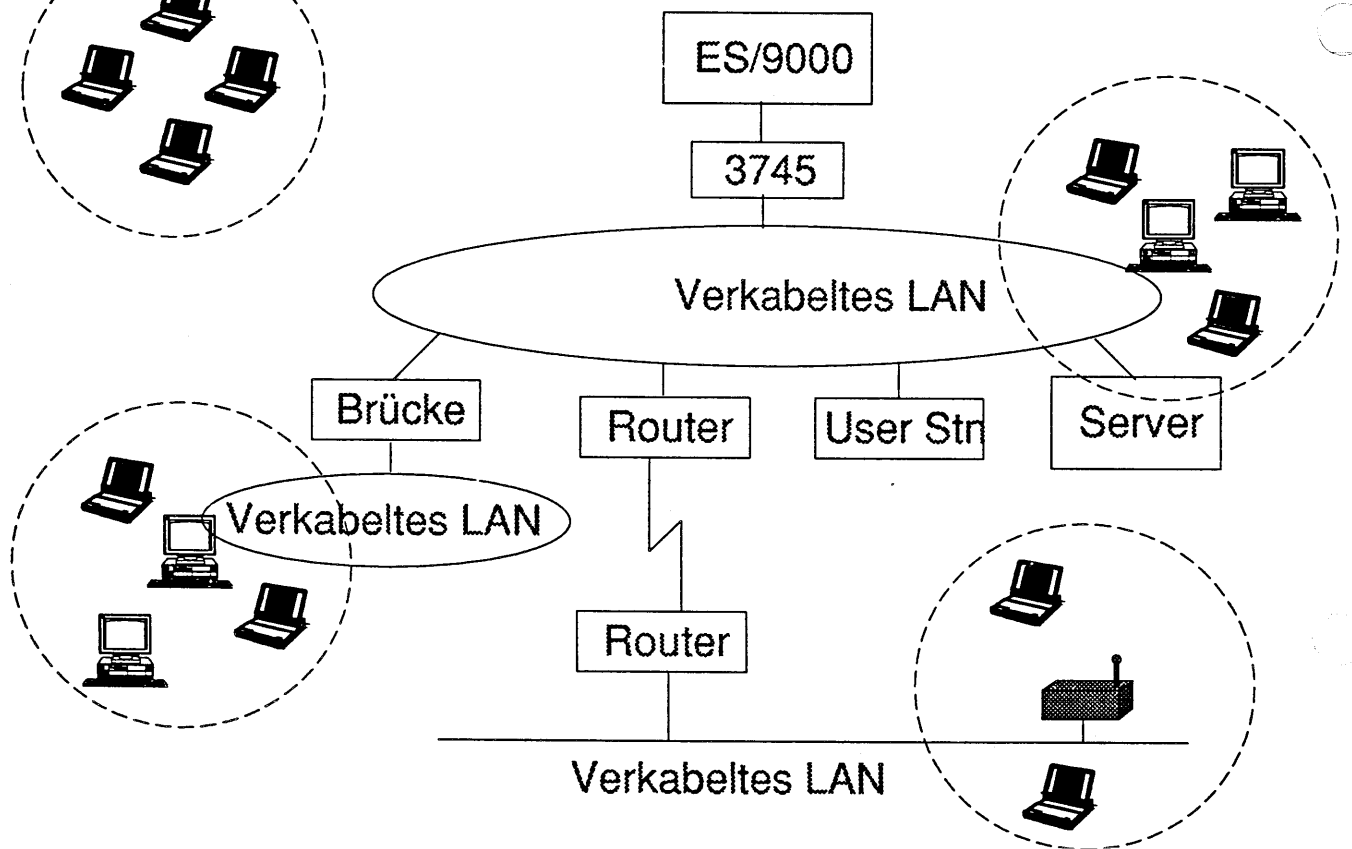 ES/9000
3745
Verkabeltes LAN
Brücke
Router
User Stn
Server
Verkabeltes LAN
Router
Verkabeltes LAN